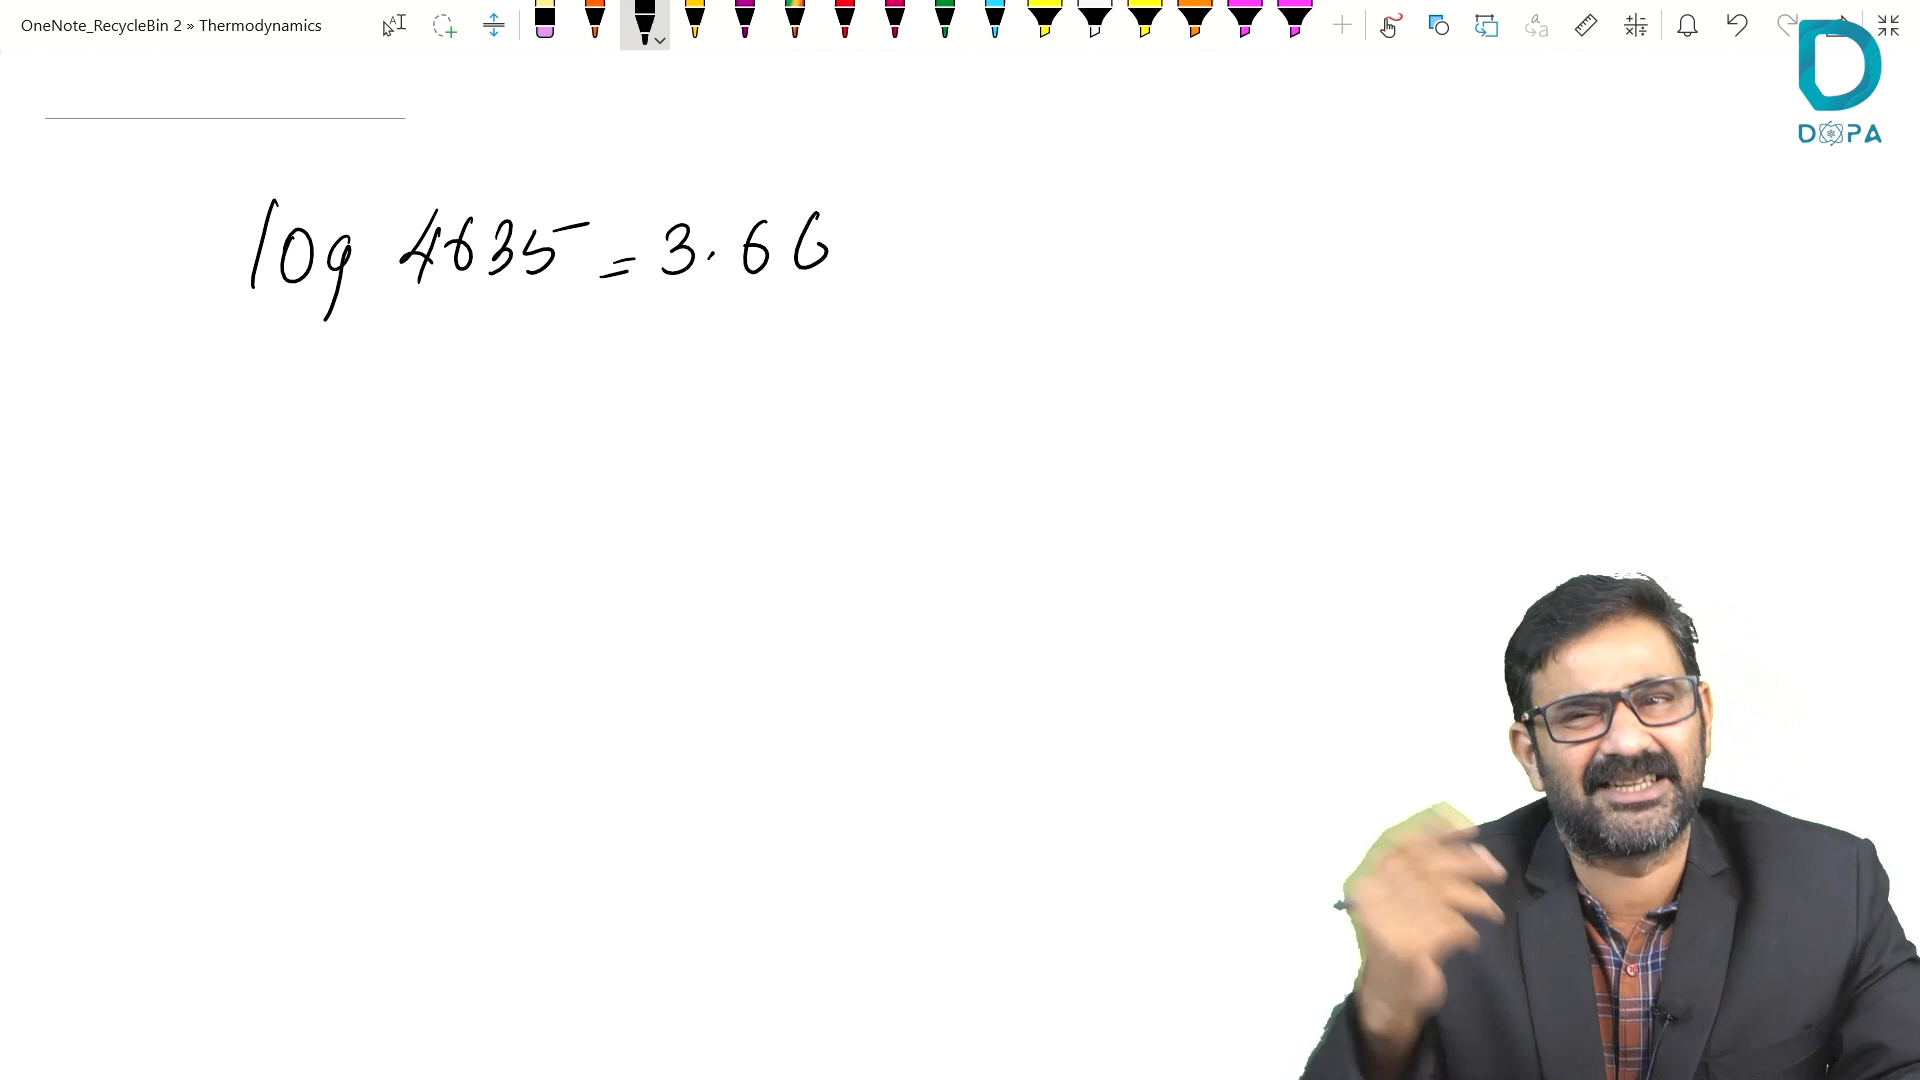 OneNote_RecycleBin 2 » Thermodynamics
DOPA
log 4635 = 3.66